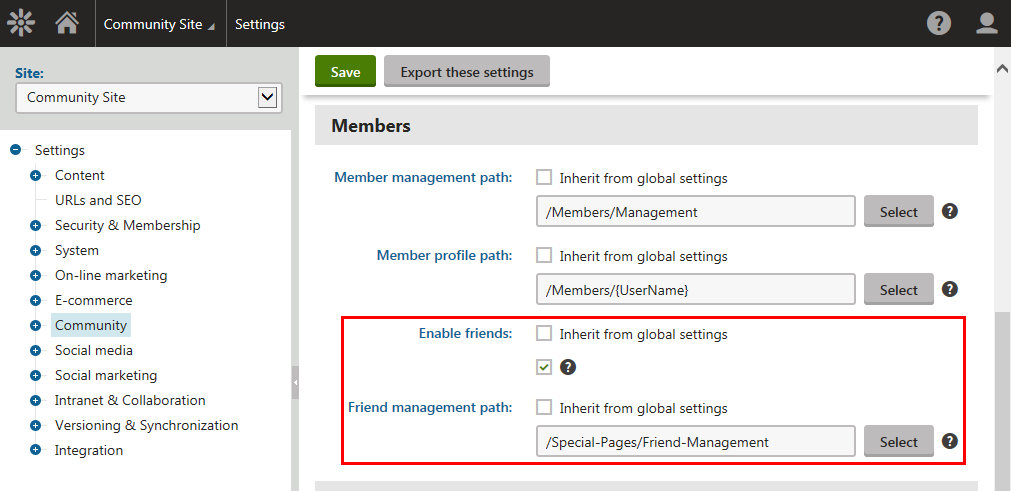 Community Site
Settings
Site:
Community Site
Settings
Content
URLs and SEO
Security & Membership
System
On-line marketing
E-commerce
Community
Social media
Social marketing
Intranet & Collaboration
Versioning & Synchronization
Integration
Save
Export these settings
Members
Member management path:
Inherit from global settings
/Members/Management
Select
Member profile path:
Inherit from global settings
/Members/{UserName}
Select
Enable friends:
Inherit from global settings
Friend management path:
Inherit from global settings
/Special-Pages/Friend-Management
Select